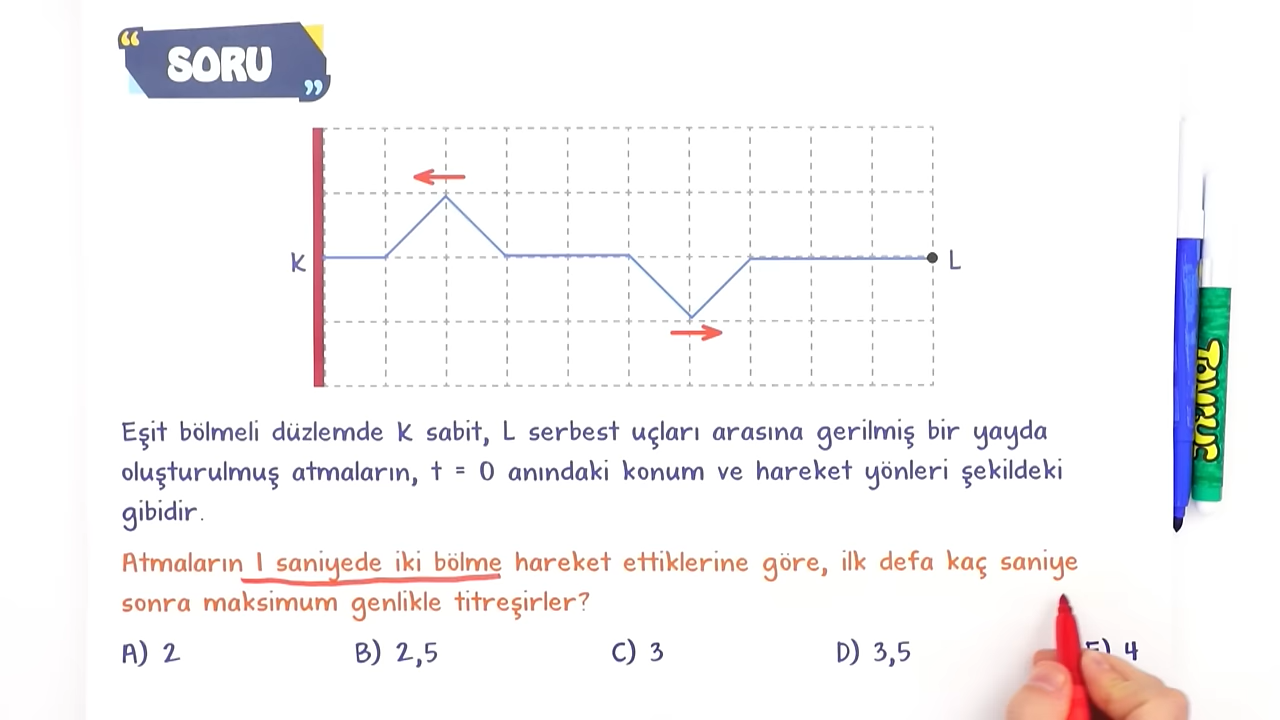 “ SORU ”
K
L
Eşit bölmeli düzlemde K sabit, L serbest uçları arasına gerilmiş bir yayda
oluşturulmuş atmaların, t = 0 anındaki konum ve hareket yönleri şekildeki
gibidir.
Atmaların 1 saniyede iki bölme hareket ettiklerine göre, ilk defa kaç saniye
sonra maksimum genlikle titreşirler?
A) 2 B) 2,5 C) 3 D) 3,5 E) 4